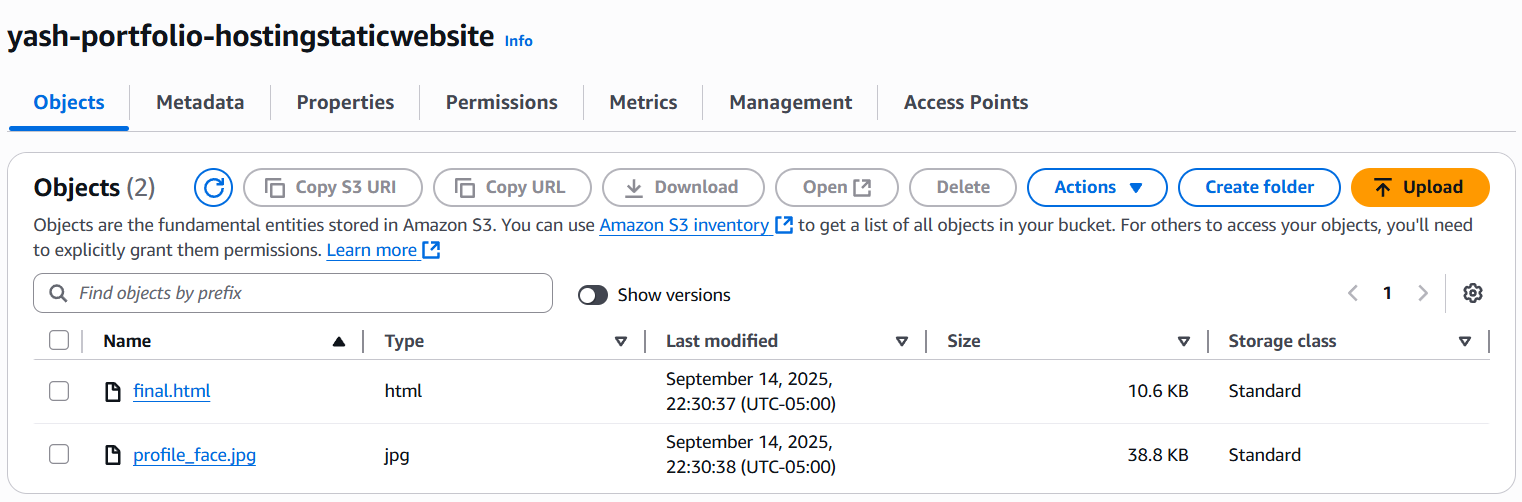 yash-portfolio-hostingstaticwebsite Info
Objects Metadata Properties Permissions Metrics Management Access Points
Objects (2) Copy S3 URI Copy URL Download Open Delete Actions Create folder Upload
Objects are the fundamental entities stored in Amazon S3. You can use Amazon S3 inventory to get a list of all objects in your bucket. For others to access your objects, you'll need
to explicitly grant them permissions. Learn more
Find objects by prefix Show versions 1
Name Type Last modified Size Storage class
final.html html September 14, 2025, 22:30:37 (UTC-05:00) 10.6 KB Standard
profile_face.jpg jpg September 14, 2025, 22:30:38 (UTC-05:00) 38.8 KB Standard